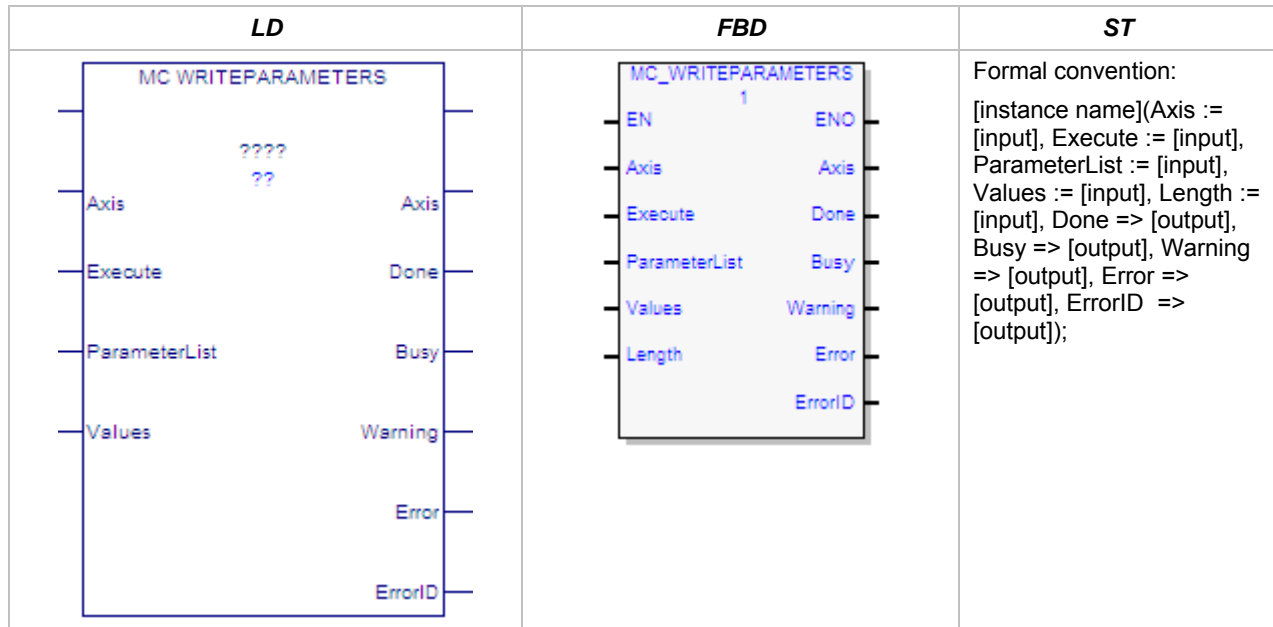 LD
FBD
ST
MC WRITEPARAMETERS
????
??
Axis Axis
Execute Done
ParameterList Busy
Values Warning
Error
ErrorID
MC_WRITEPARAMETERS
1
EN ENO
Axis Axis
Execute Done
ParameterList Busy
Values Warning
Length Error
ErrorID
Formal convention:
[instance name](Axis :=
[input], Execute := [input],
ParameterList := [input],
Values := [input], Length :=
[input], Done => [output],
Busy => [output], Warning
=> [output], Error =>
[output], ErrorID =>
[output]);